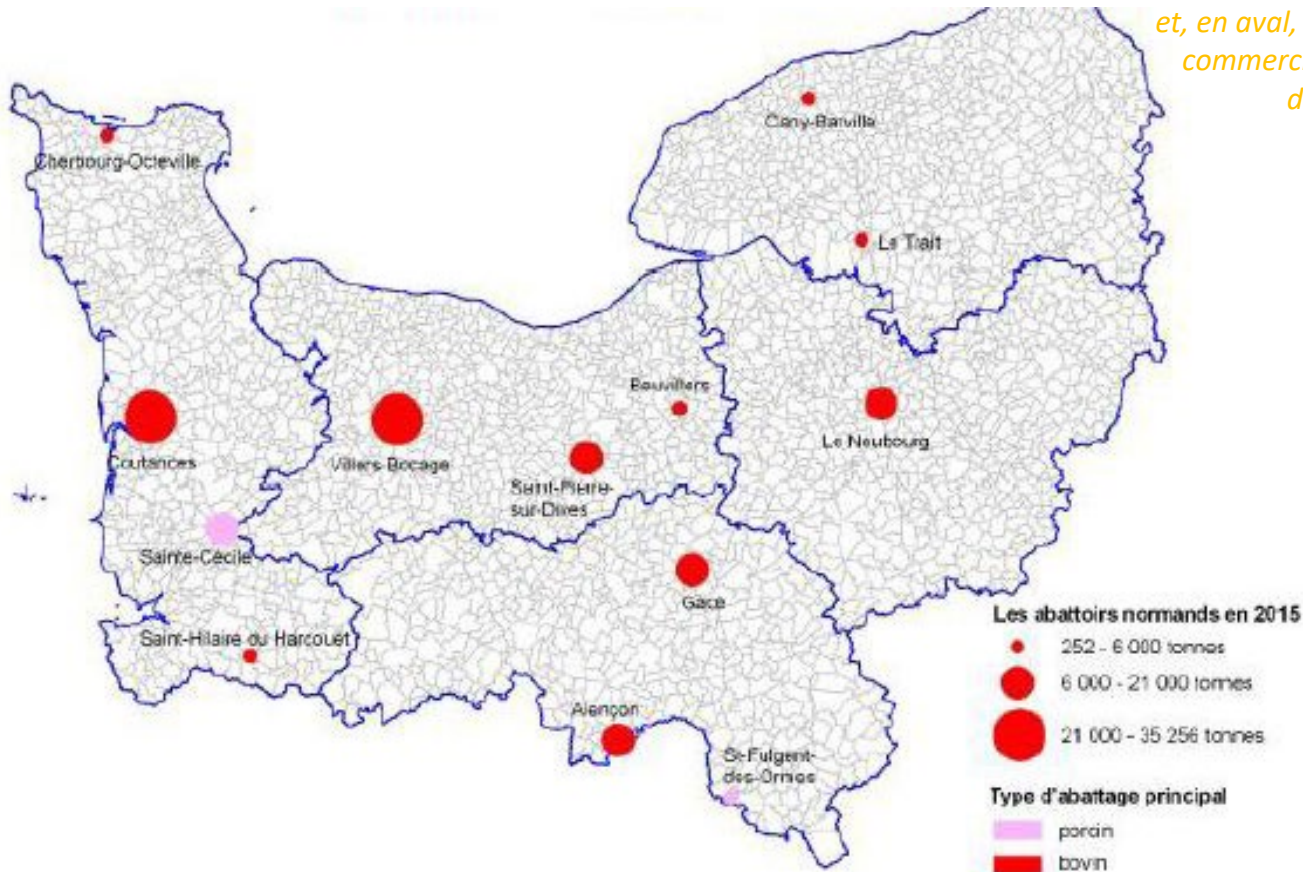 et, en aval,
commerc
d
Cany-Barville
Cherbourg-Octeville
Le Trait
Beuvillers
Coutances
Villers Bocage
Le Neubourg
Saint-Pierre-
sur-Dives
Sainte-Cécile
Gacé
Saint-Hilaire du Harcouët
Alençon
St-Fulgent-
des-Ormes
Les abattoirs normands en 2015
252 - 6 000 tonnes
6 000 - 21 000 tonnes
21 000 - 35 256 tonnes
Type d'abattage principal
porcin
bovin